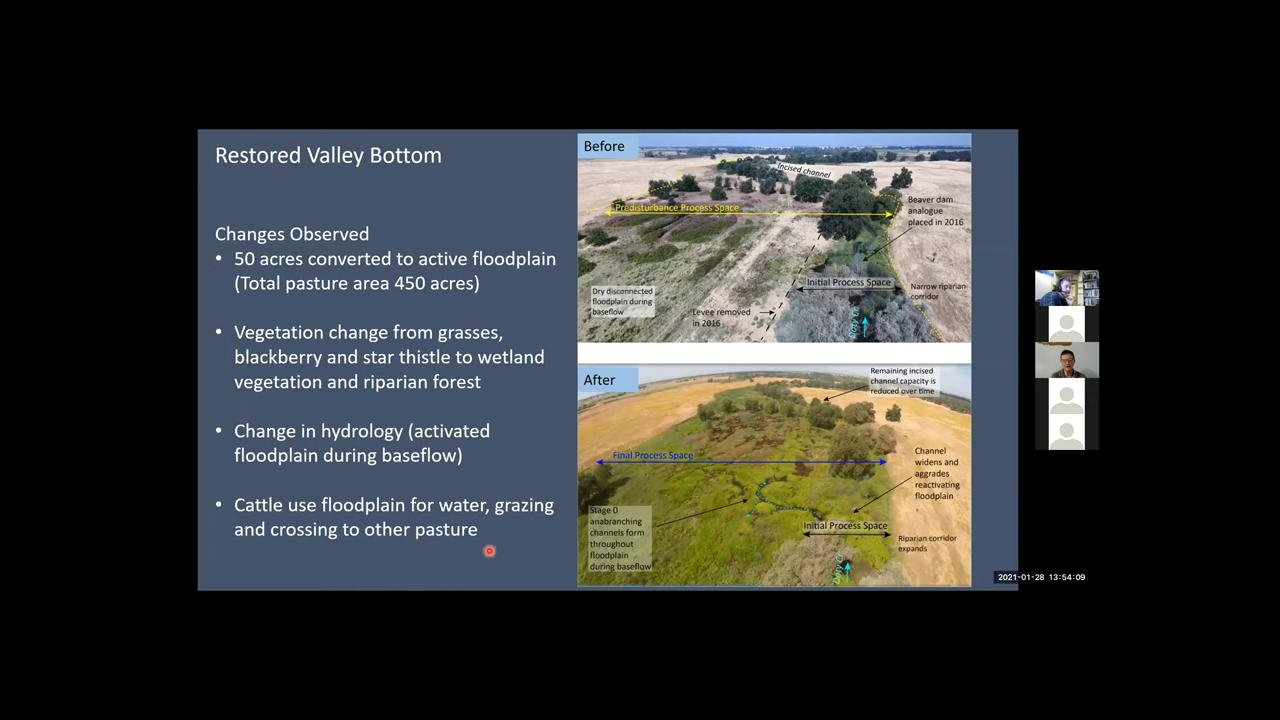 Restored Valley Bottom
Changes Observed
• 50 acres converted to active floodplain
(Total pasture area 450 acres)
• Vegetation change from grasses,
blackberry and star thistle to wetland
vegetation and riparian forest
• Change in hydrology (activated
floodplain during baseflow)
• Cattle use floodplain for water, grazing
and crossing to other pasture
Before
Incised channel
Predisturbance Process Space
Beaver dam
analogue
placed in 2016
Initial Process Space
Narrow riparian
corridor
Dry disconnected
floodplain during
baseflow
Levee removed
in 2016
Doty Cr.
After
Remaining incised
channel capacity is
reduced over time
Final Process Space
Channel
widens and
aggrades
reactivating
floodplain
Stage 0
anabranching
channels form
throughout
floodplain
during baseflow
Initial Process Space
Riparian corridor
expands
Doty Cr.
2021-01-28 13:54:09